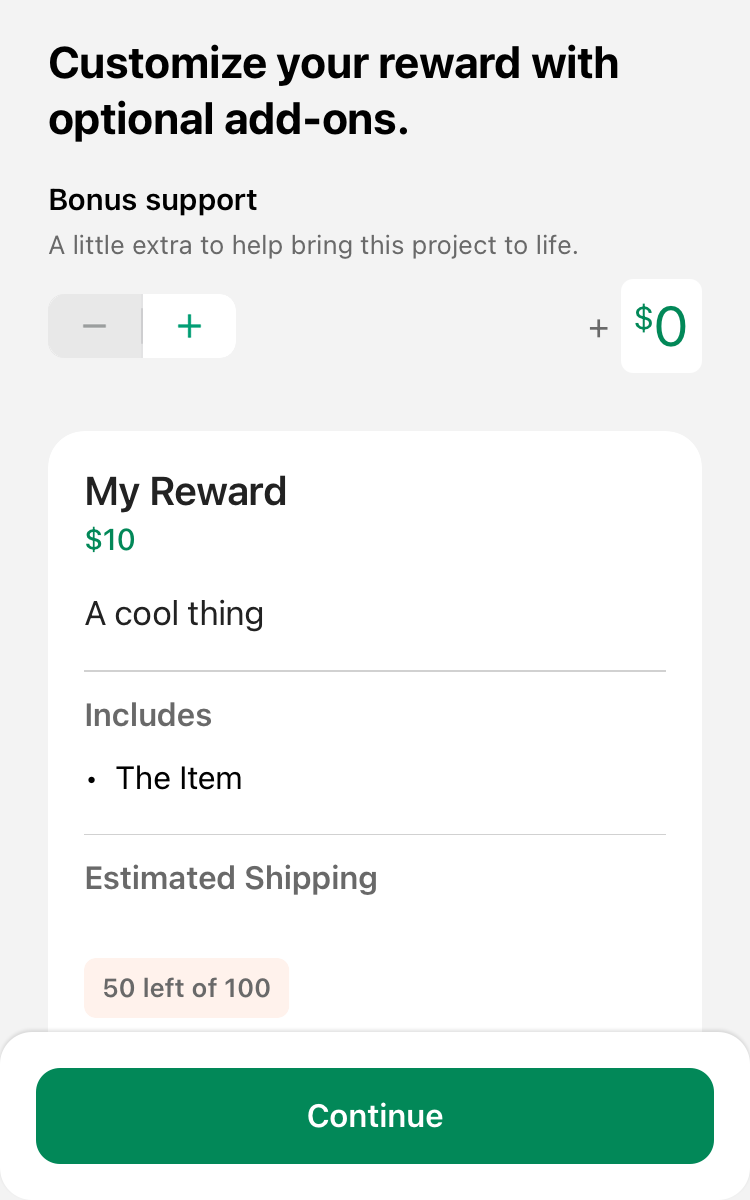 Customize your reward with
optional add-ons.
Bonus support
A little extra to help bring this project to life.
− +
+ $0
My Reward
$10
A cool thing
Includes
• The Item
Estimated Shipping
50 left of 100
Continue